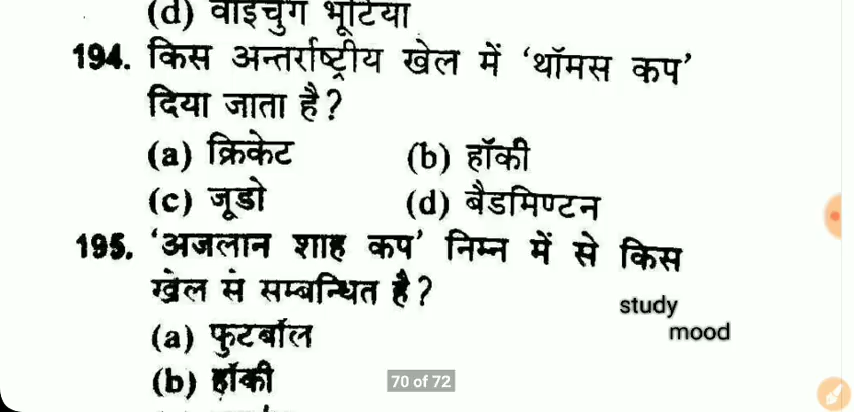 (d) वाइचुंग भूटिया
194. किस अन्तर्राष्ट्रीय खेल में ‘थॉमस कप’
दिया जाता है?
(a) क्रिकेट (b) हॉकी
(c) जूडो (d) बैडमिण्टन
195. ‘अजलान शाह कप’ निम्न में से किस
खेल से सम्बन्धित है?
(a) फुटबॉल
(b) हॉकी
study
mood
70 of 72